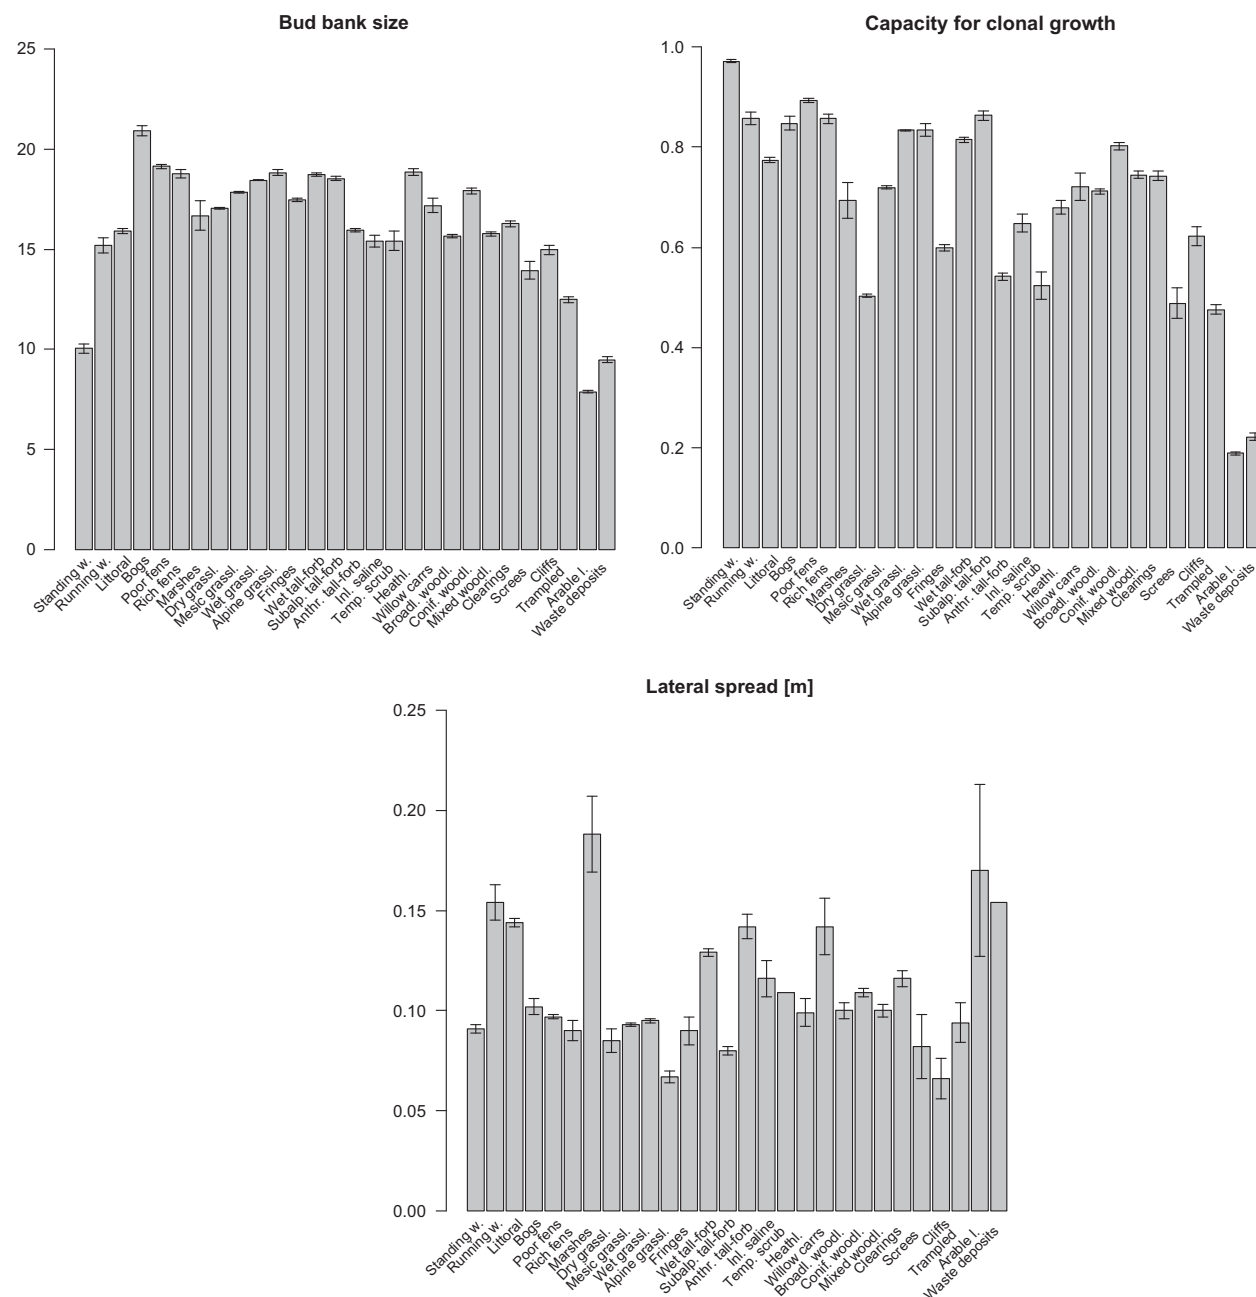 Bud bank size
25
20
15
10
5
0
Standing w.
Running w.
Littoral
Bogs
Poor fens
Rich fens
Marshes
Dry grassl.
Mesic grassl.
Wet grassl.
Alpine grassl.
Fringes
Wet tall-forb
Subalp. tall-forb
Anthr. tall-forb
Inl. saline
Temp. scrub
Heathl.
Willow carrs
Broadl. woodl.
Conif. woodl.
Mixed woodl.
Clearings
Screes
Cliffs
Trampled
Arable l.
Waste deposits
Capacity for clonal growth
1.0
0.8
0.6
0.4
0.2
0.0
Standing w.
Running w.
Littoral
Bogs
Poor fens
Rich fens
Marshes
Dry grassl.
Mesic grassl.
Wet grassl.
Alpine grassl.
Fringes
Wet tall-forb
Subalp. tall-forb
Anthr. tall-forb
Inl. saline
Temp. scrub
Heathl.
Willow carrs
Broadl. woodl.
Conif. woodl.
Mixed woodl.
Clearings
Screes
Cliffs
Trampled
Arable l.
Waste deposits
Lateral spread [m]
0.25
0.20
0.15
0.10
0.05
0.00
Standing w.
Running w.
Littoral
Bogs
Poor fens
Rich fens
Marshes
Dry grassl.
Mesic grassl.
Wet grassl.
Alpine grassl.
Fringes
Wet tall-forb
Subalp. tall-forb
Anthr. tall-forb
Inl. saline
Temp. scrub
Heathl.
Willow carrs
Broadl. woodl.
Conif. woodl.
Mixed woodl.
Clearings
Screes
Cliffs
Trampled
Arable l.
Waste deposits